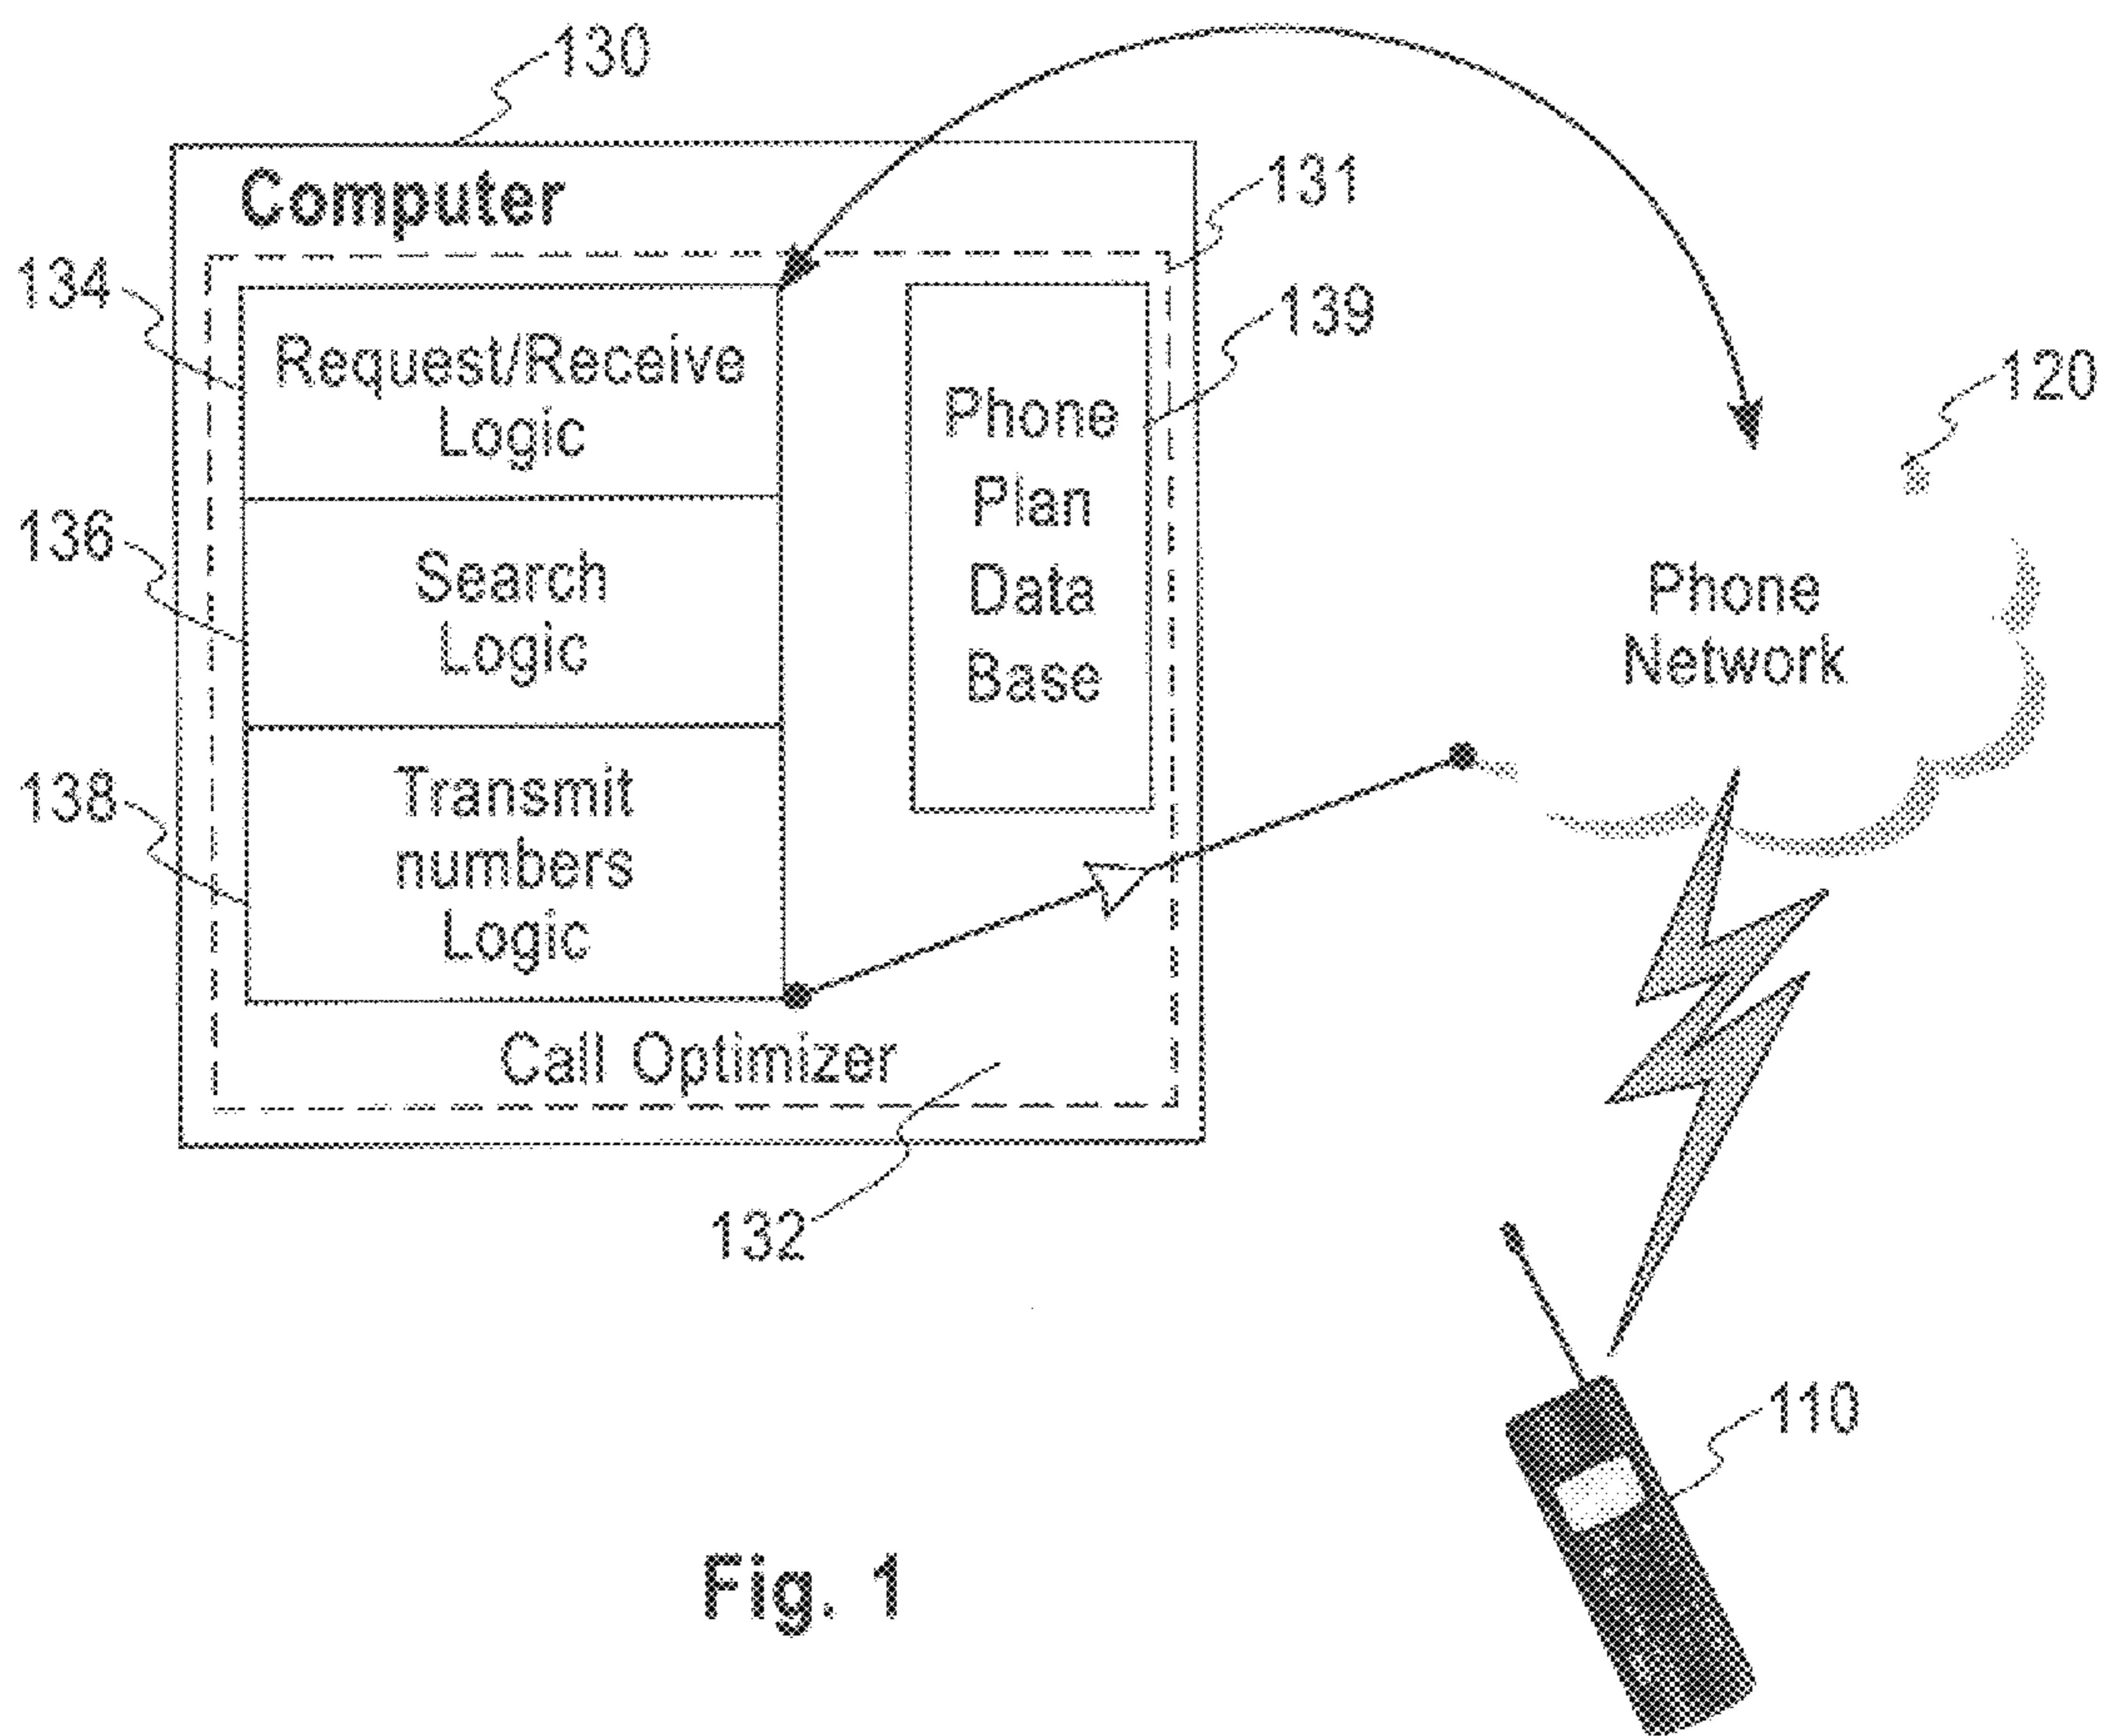 130
Computer
131
134
Request/Receive
Logic
139
Phone
Plan
Data
Base
120
136
Search
Logic
Phone
Network
138
Transmit
numbers
Logic
Call Optimizer
132
110
Fig. 1